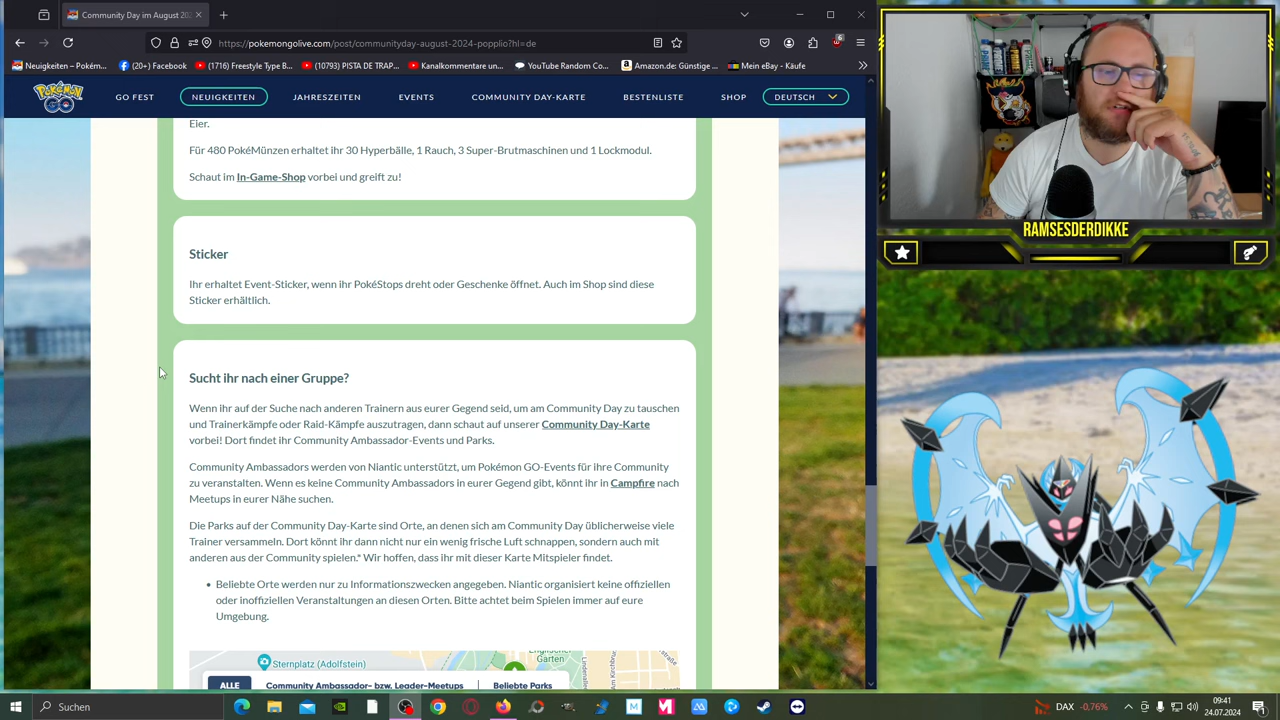 Community Day im August 202
https://pokemongolive.com/post/communityday-august-2024-popplio?hl=de
6
Neuigkeiten – Pokém...
(20+) Facebook
(1716) Freestyle Type B...
(1093) PISTA DE TRAP...
Kanalkommentare un...
YouTube Random Co...
Amazon.de: Günstige ...
Mein eBay - Käufe
POKÉMON GO
GO FEST
NEUIGKEITEN
JAHRESZEITEN
EVENTS
COMMUNITY DAY-KARTE
BESTENLISTE
SHOP
DEUTSCH
Eier.
Für 480 PokéMünzen erhaltet ihr 30 Hyperbälle, 1 Rauch, 3 Super-Brutmaschinen und 1 Lockmodul.
Schaut im In-Game-Shop vorbei und greift zu!
Sticker
Ihr erhaltet Event-Sticker, wenn ihr PokéStops dreht oder Geschenke öffnet. Auch im Shop sind diese
Sticker erhältlich.
Sucht ihr nach einer Gruppe?
Wenn ihr auf der Suche nach anderen Trainern aus eurer Gegend seid, um am Community Day zu tauschen
und Trainerkämpfe oder Raid-Kämpfe auszutragen, dann schaut auf unserer Community Day-Karte
vorbei! Dort findet ihr Community Ambassador-Events und Parks.
Community Ambassadors werden von Niantic unterstützt, um Pokémon GO-Events für ihre Community
zu veranstalten. Wenn es keine Community Ambassadors in eurer Gegend gibt, könnt ihr in Campfire nach
Meetups in eurer Nähe suchen.
Die Parks auf der Community Day-Karte sind Orte, an denen sich am Community Day üblicherweise viele
Trainer versammeln. Dort könnt ihr dann nicht nur ein wenig frische Luft schnappen, sondern auch mit
anderen aus der Community spielen.* Wir hoffen, dass ihr mit dieser Karte Mitspieler findet.
• Beliebte Orte werden nur zu Informationszwecken angegeben. Niantic organisiert keine offiziellen
oder inoffiziellen Veranstaltungen an diesen Orten. Bitte achtet beim Spielen immer auf eure
Umgebung.
Sternplatz (Adolfstein)
Englischer
Garten
ALLE
Community Ambassador- bzw. Leader-Meetups
Beliebte Parks
RAMSESDERDIKKE
Suchen
DAX -0,76%
09:41
24.07.2024
1